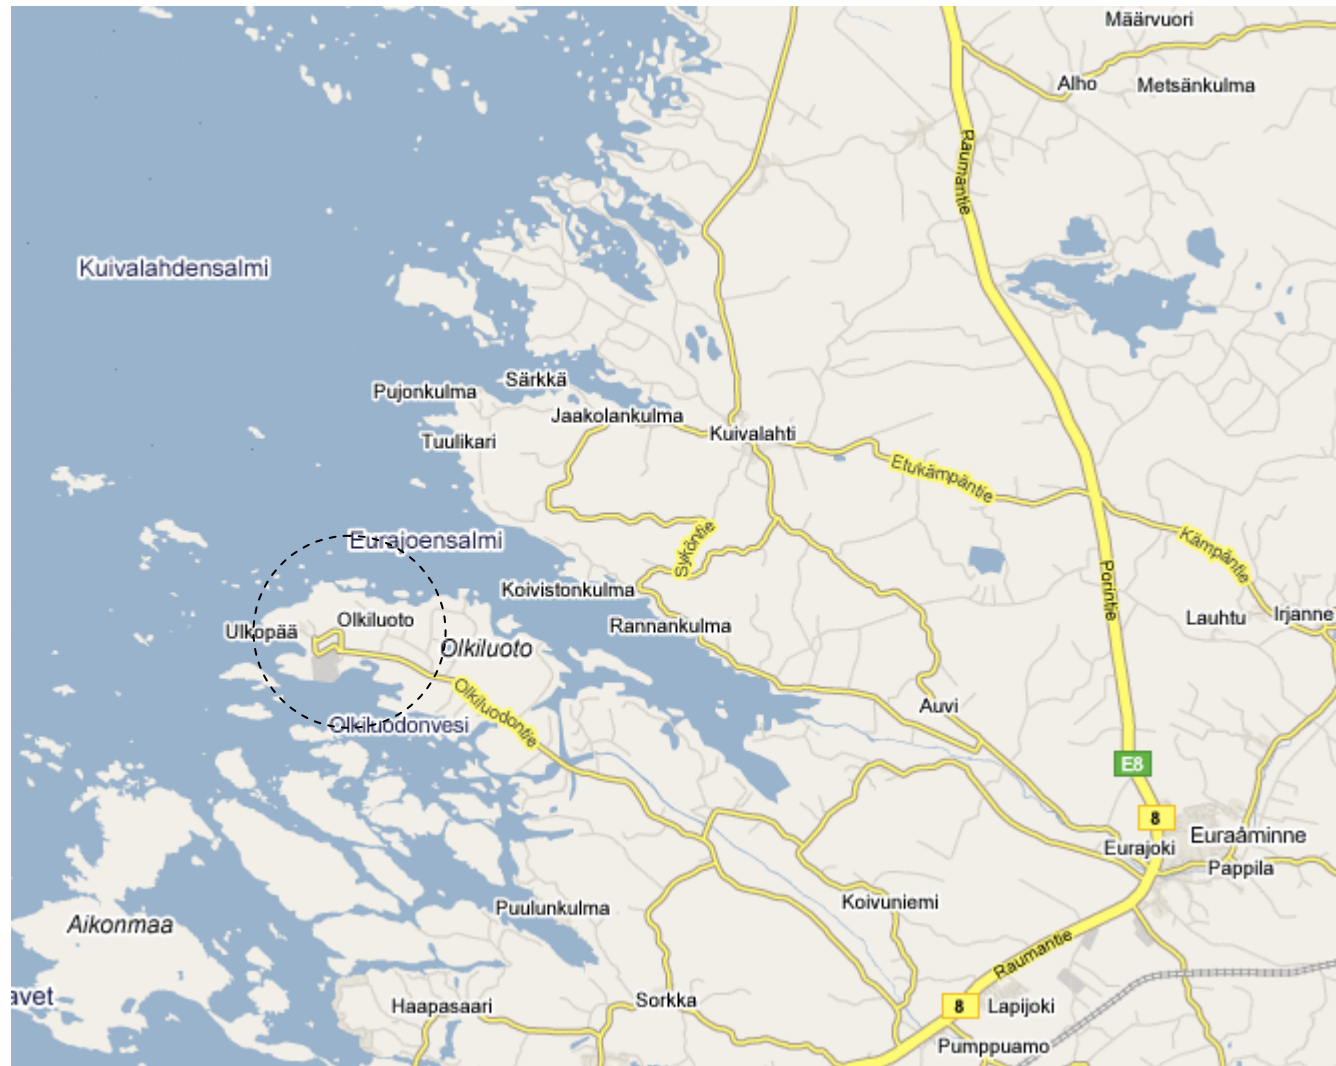 Määrvuori
Alho
Metsänkulma
Raumantie
Kuivalahdensalmi
Särkkä
Pujonkulma
Jaakolankulma
Kuivalahti
Tuulikari
Etukämpäntie
Eurajoensalmi
Syköntie
Kämpäntie
Koivistonkulma
Porintie
Ulkopää
Olkiluoto
Rannankulma
Lauhtu
Irjanne
Olkiluoto
Olkiluodontie
Auvi
Olkiluodonvesi
E8
8
Euraåminne
Eurajoki
Pappila
Koivuniemi
Puulunkulma
Aikonmaa
Raumantie
avet
Haapasaari
Sorkka
8
Lapijoki
Pumppuamo